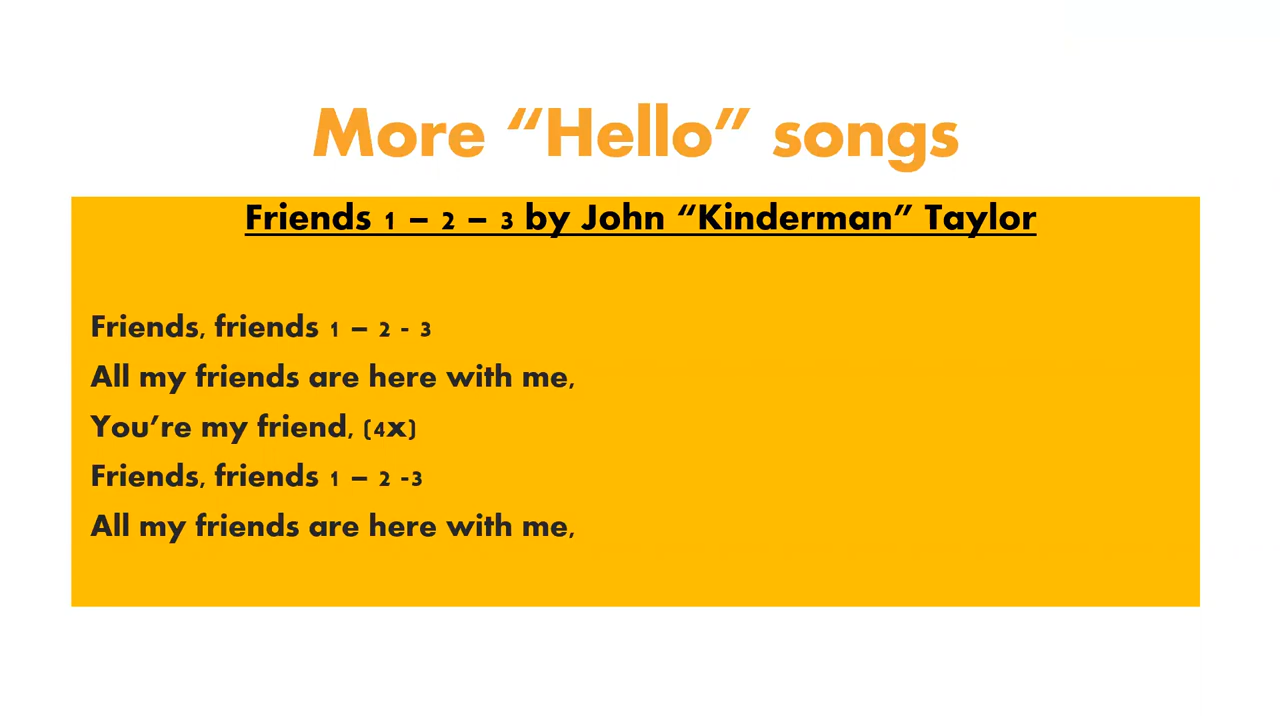 More “Hello” songs
Friends 1 – 2 – 3 by John “Kinderman” Taylor
Friends, friends 1 – 2 - 3
All my friends are here with me,
You’re my friend, (4x)
Friends, friends 1 – 2 -3
All my friends are here with me,